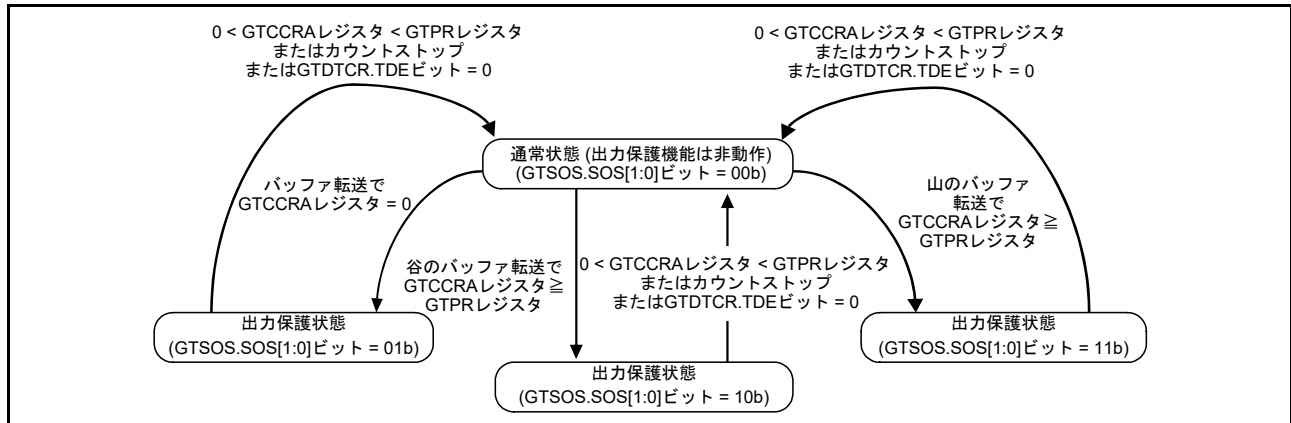 0 < GTCCRAレジスタ < GTPRレジスタ
またはカウントストップ
またはGTDTCR.TDEビット = 0
0 < GTCCRAレジスタ < GTPRレジスタ
またはカウントストップ
またはGTDTCR.TDEビット = 0
通常状態 (出力保護機能は非動作)
(GTSOS.SOS[1:0]ビット = 00b)
バッファ転送で
GTCCRAレジスタ = 0
山のバッファ
転送で
GTCCRAレジスタ≧
GTPRレジスタ
谷のバッファ転送で
GTCCRAレジスタ≧
GTPRレジスタ
0 < GTCCRAレジスタ < GTPRレジスタ
またはカウントストップ
またはGTDTCR.TDEビット = 0
出力保護状態
(GTSOS.SOS[1:0]ビット = 01b)
出力保護状態
(GTSOS.SOS[1:0]ビット = 11b)
出力保護状態
(GTSOS.SOS[1:0]ビット = 10b)